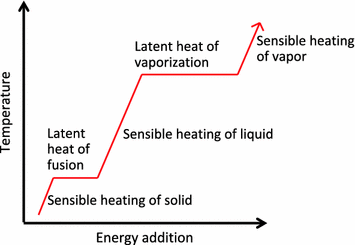 Temperature
Latent heat of
vaporization
Sensible heating
of vapor
Sensible heating of liquid
Latent
heat of
fusion
Sensible heating of solid
Energy addition